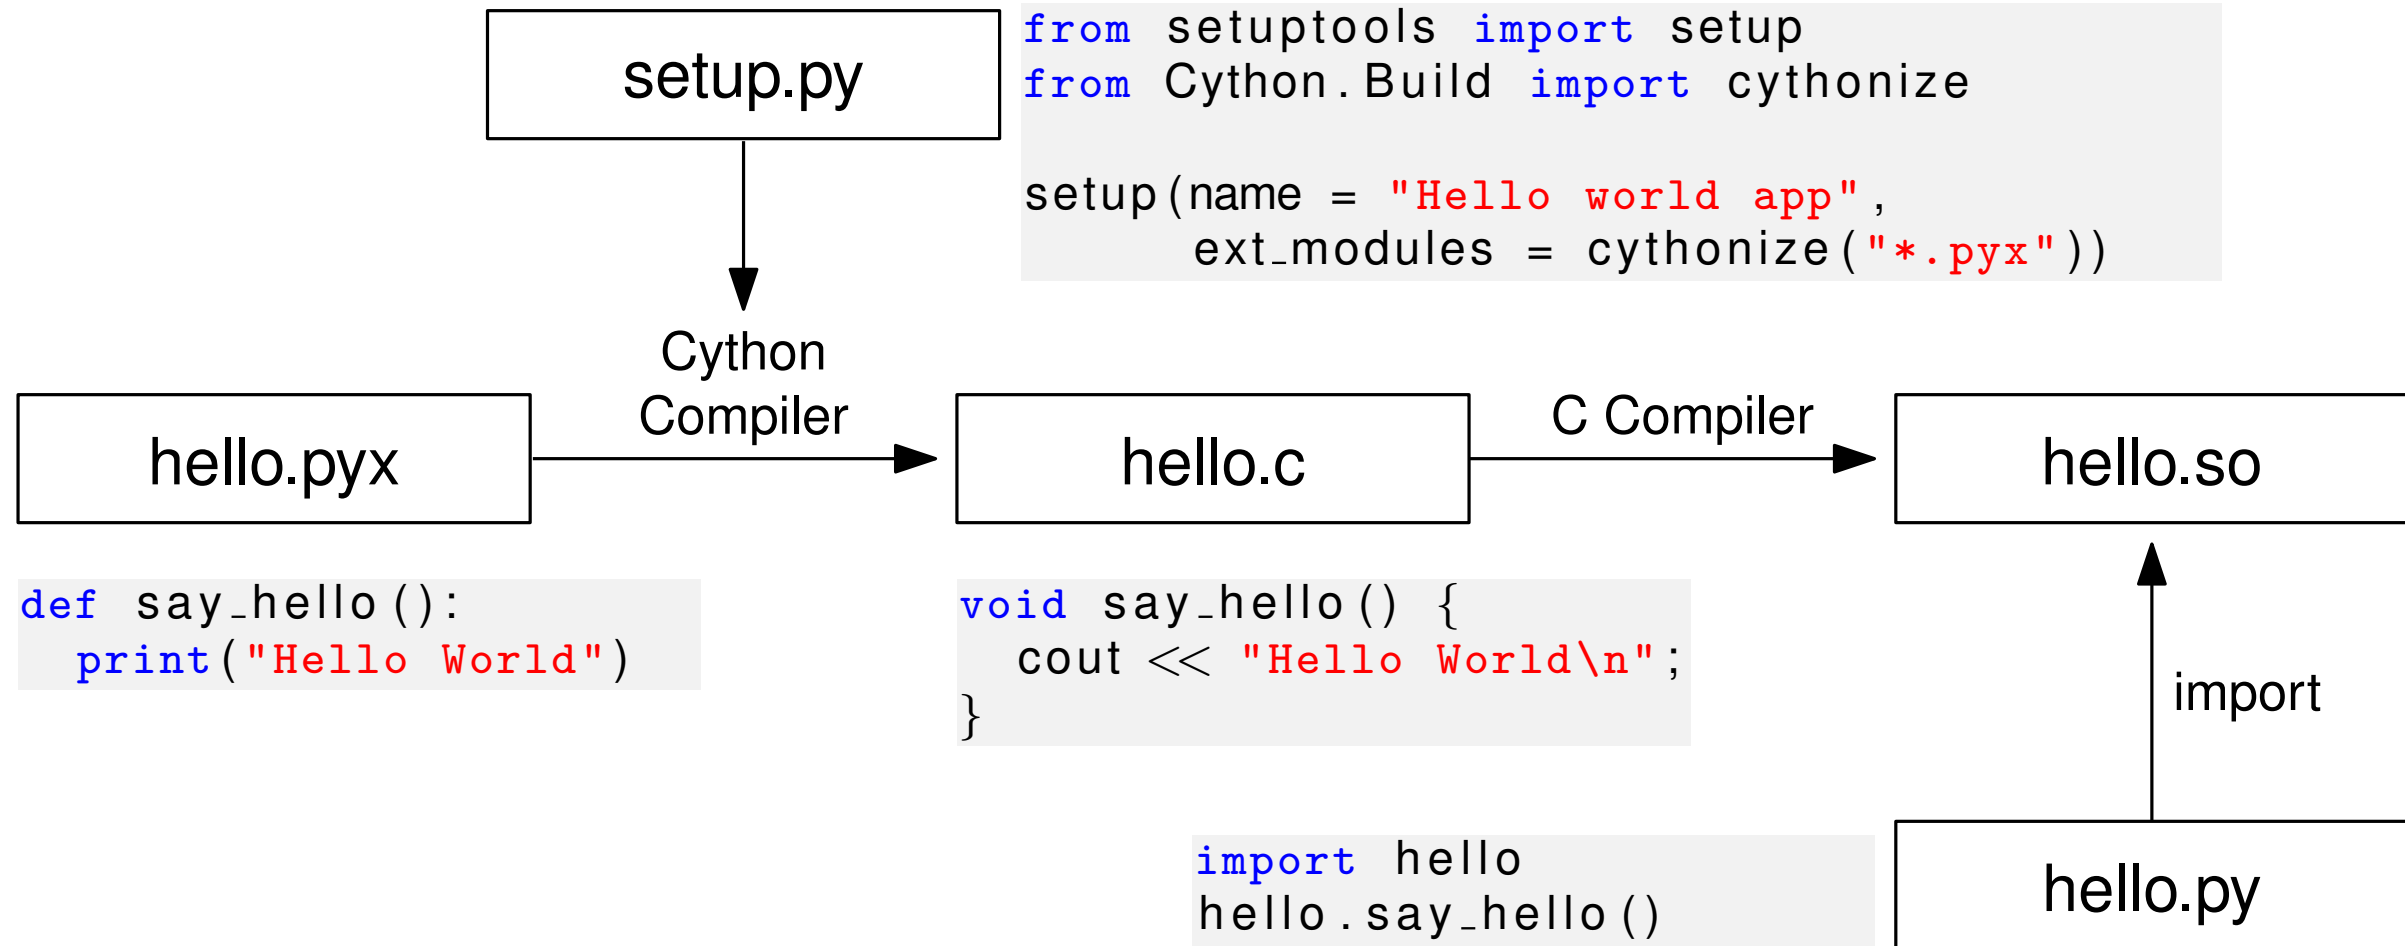 setup.py
from setuptools import setup
from Cython.Build import cythonize
setup(name = "Hello world app",
ext_modules = cythonize("*.pyx"))
Cython
Compiler
hello.pyx
hello.c
C Compiler
hello.so
def say_hello():
print("Hello World")
void say_hello() {
cout << "Hello World\n";
}
import
import hello
hello.say_hello()
hello.py